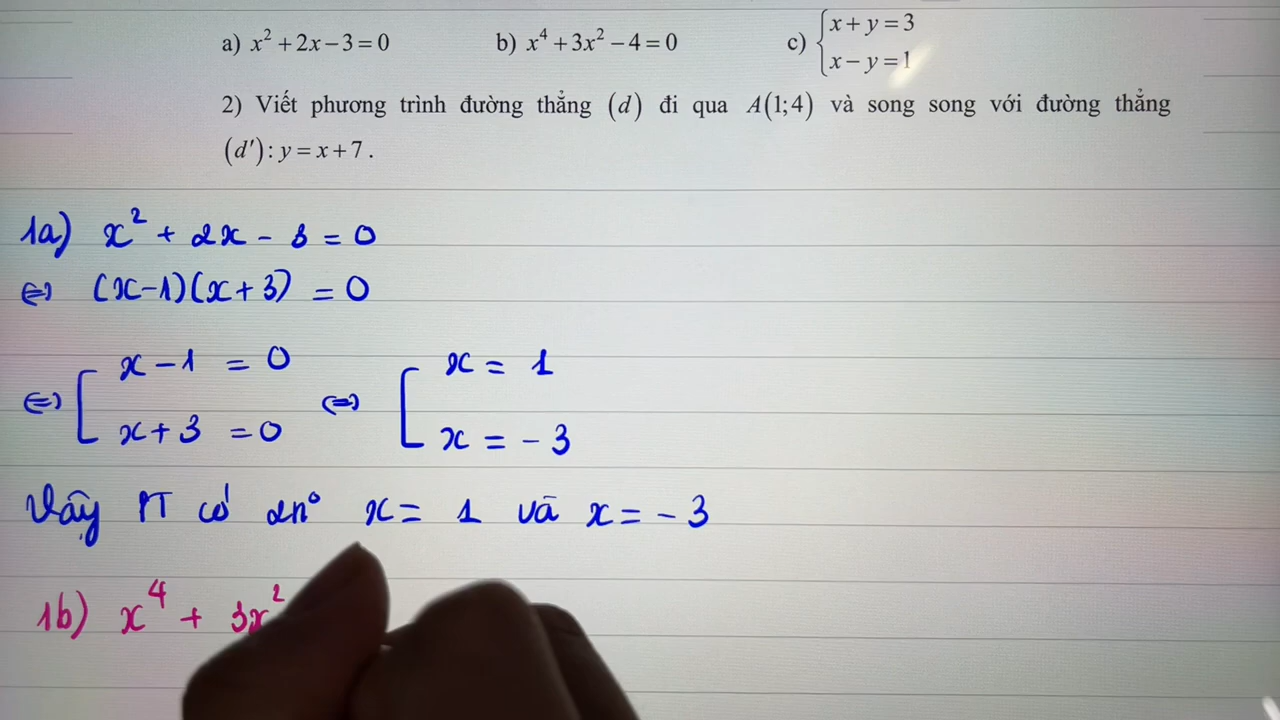 a) x² + 2x − 3 = 0 b) x⁴ + 3x² − 4 = 0 c) { x + y = 3
x − y = 1
2) Viết phương trình đường thẳng (d) đi qua A(1;4) và song song với đường thẳng
(d'): y = x + 7.
1a) x² + 2x − 3 = 0
⇔ (x−1)(x+3) = 0
⇔ [ x − 1 = 0 ⇔ [ x = 1
x + 3 = 0 x = − 3
Vậy PT có 2n° x = 1 và x = − 3
1b) x⁴ + 3x²